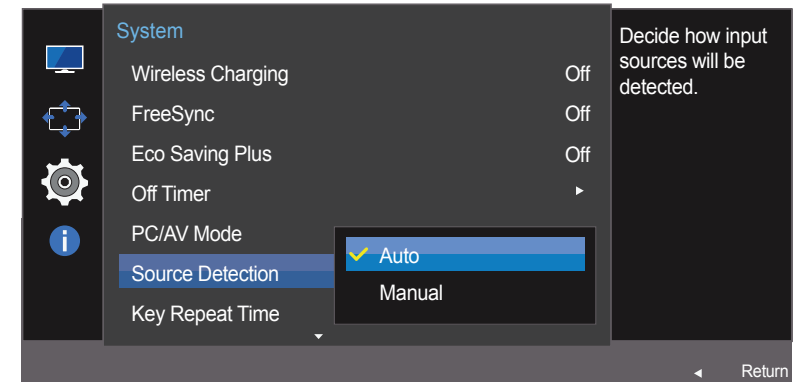 System
Wireless Charging Off
FreeSync Off
Eco Saving Plus Off
Off Timer
PC/AV Mode
Source Detection
Key Repeat Time
Auto
Manual
Decide how input
sources will be
detected.
Return